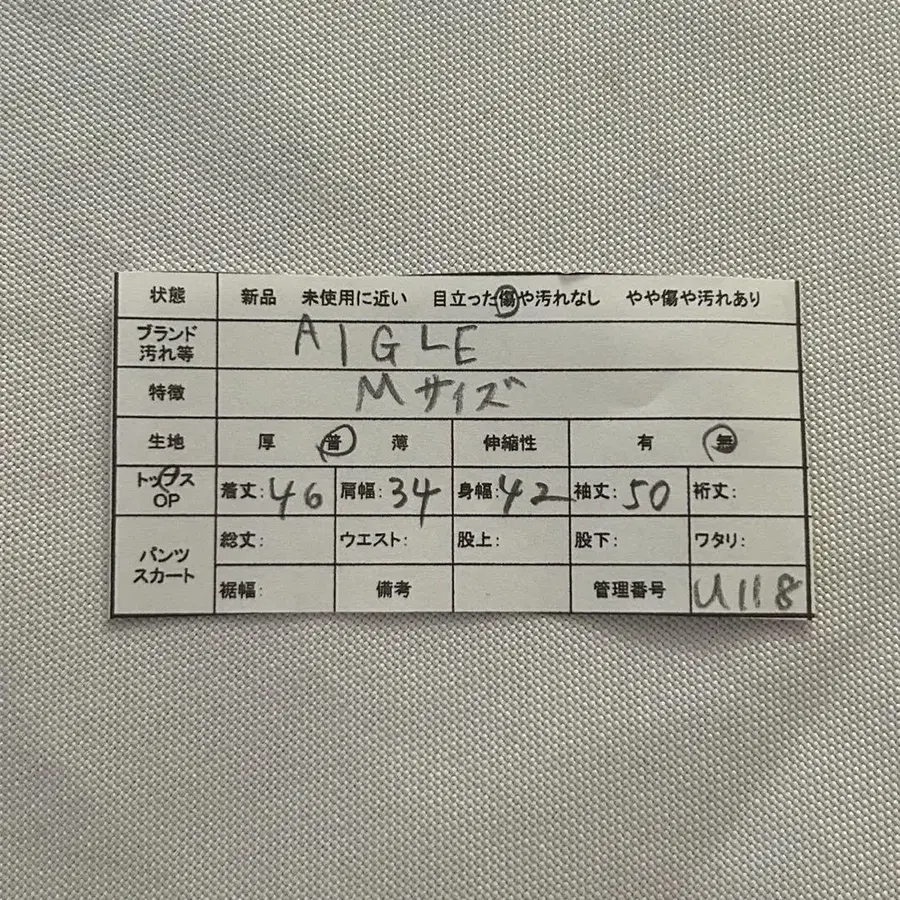 状態 新品 未使用に近い 目立った傷や汚れなし やや傷や汚れあり
ブランド
汚れ等
AIGLE
特徴 Mサイズ
生地 厚 普 薄 伸縮性 有 無
トップス
OP
着丈:46 肩幅:34 身幅:42 袖丈:50 裄丈:
パンツ
スカート
総丈: ウエスト: 股上: 股下: ワタリ:
裾幅: 備考 管理番号 U118